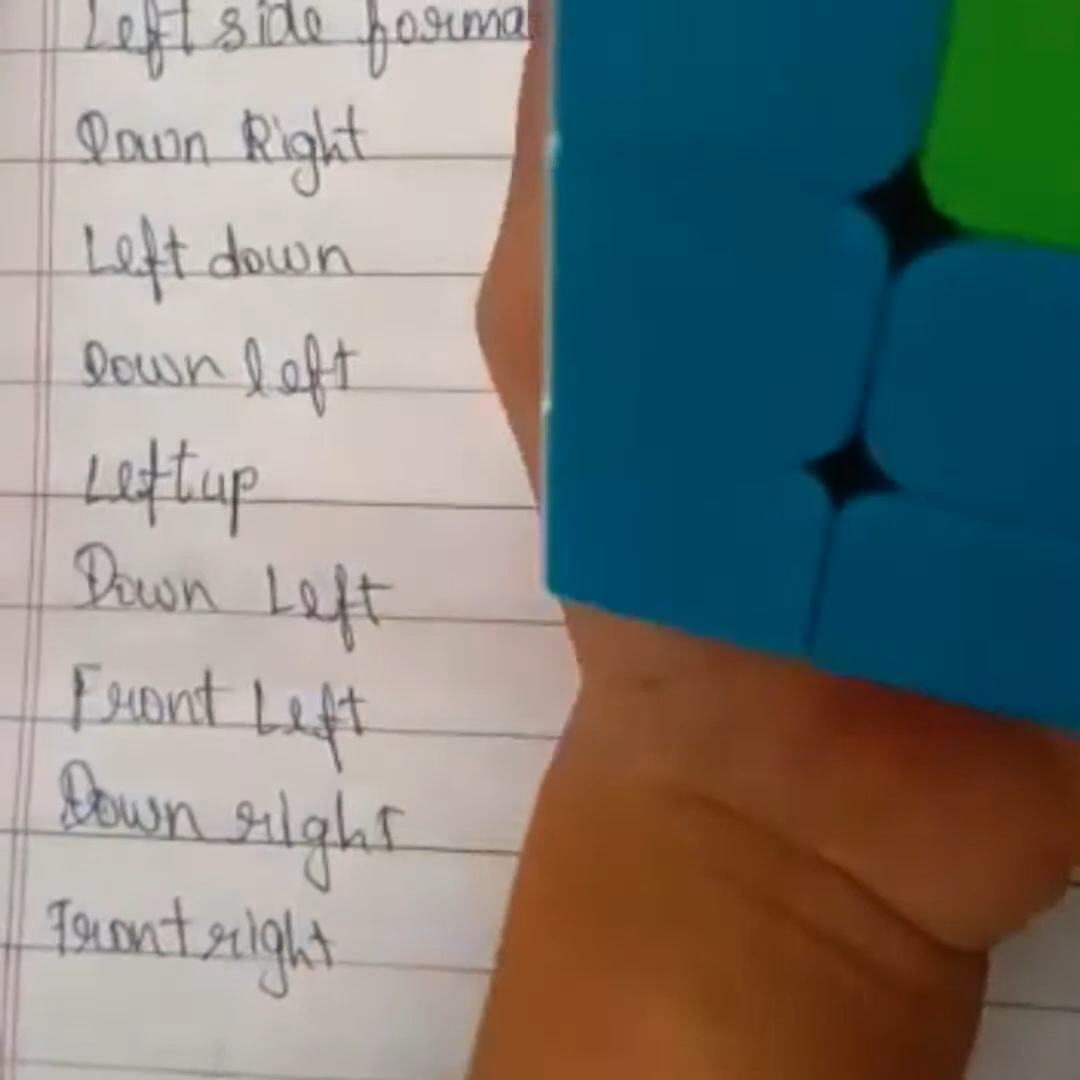 Left side forma
Down Right
Left down
Down left
Left up
Down Left
Front Left
Down right
Front right